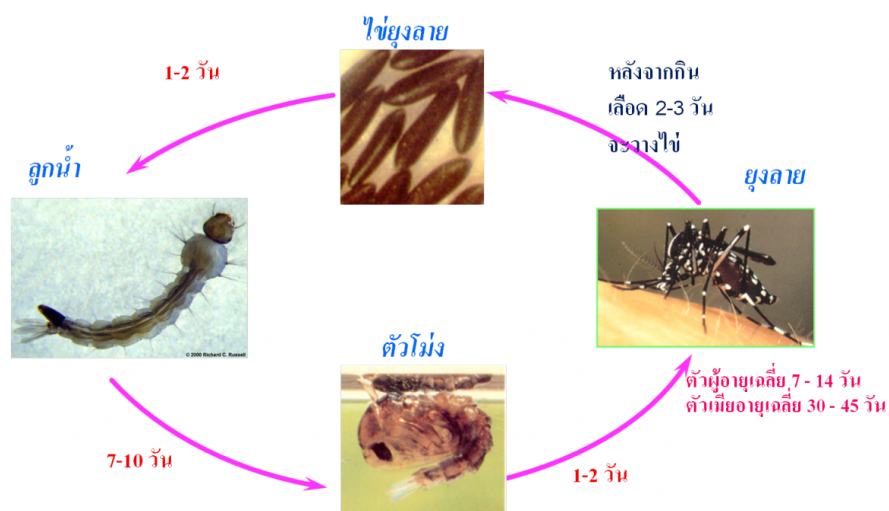 ไข่ยุงลาย
1-2 วัน
หลังจากกิน
เลือด 2-3 วัน
จะวางไข่
ลูกน้ำ
ยุงลาย
© 2000 Richard C. Russell
ตัวโม่ง
ตัวผู้อายุเฉลี่ย 7 - 14 วัน
ตัวเมียอายุเฉลี่ย 30 - 45 วัน
7-10 วัน
1-2 วัน